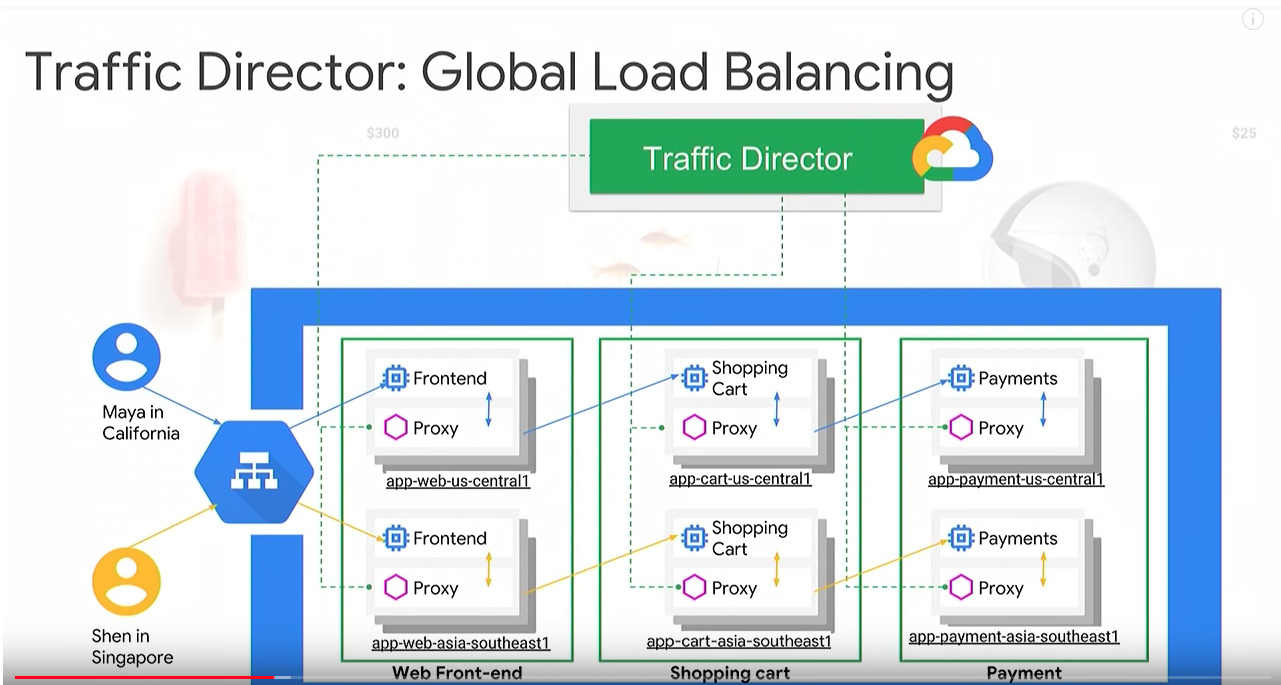 Traffic Director: Global Load Balancing
$300
$25
Traffic Director
Maya in
California
Shen in
Singapore
Frontend
Proxy
app-web-us-central1
Frontend
Proxy
app-web-asia-southeast1
Web Front-end
Shopping
Cart
Proxy
app-cart-us-central1
Shopping
Cart
Proxy
app-cart-asia-southeast1
Shopping cart
Payments
Proxy
app-payment-us-central1
Payments
Proxy
app-payment-asia-southeast1
Payment